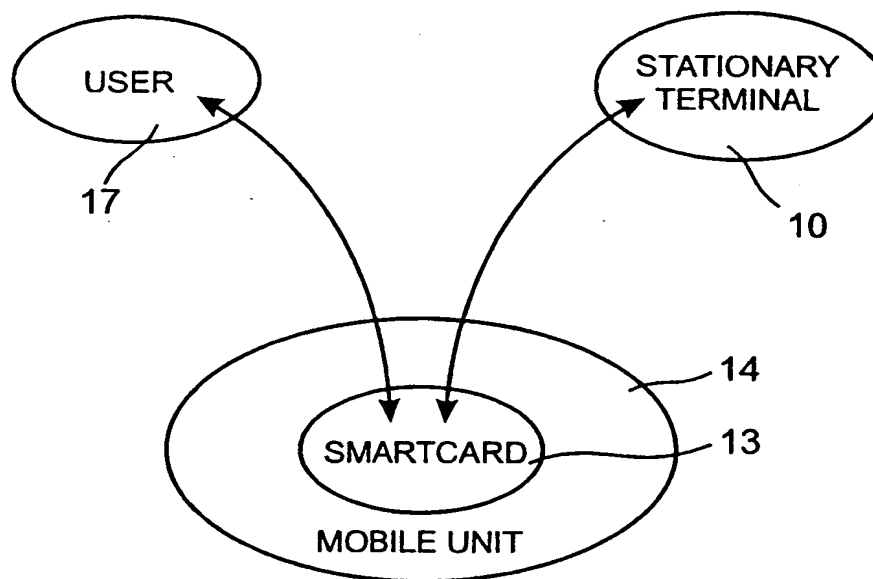 USER
STATIONARY
TERMINAL
17
10
14
SMARTCARD
13
MOBILE UNIT